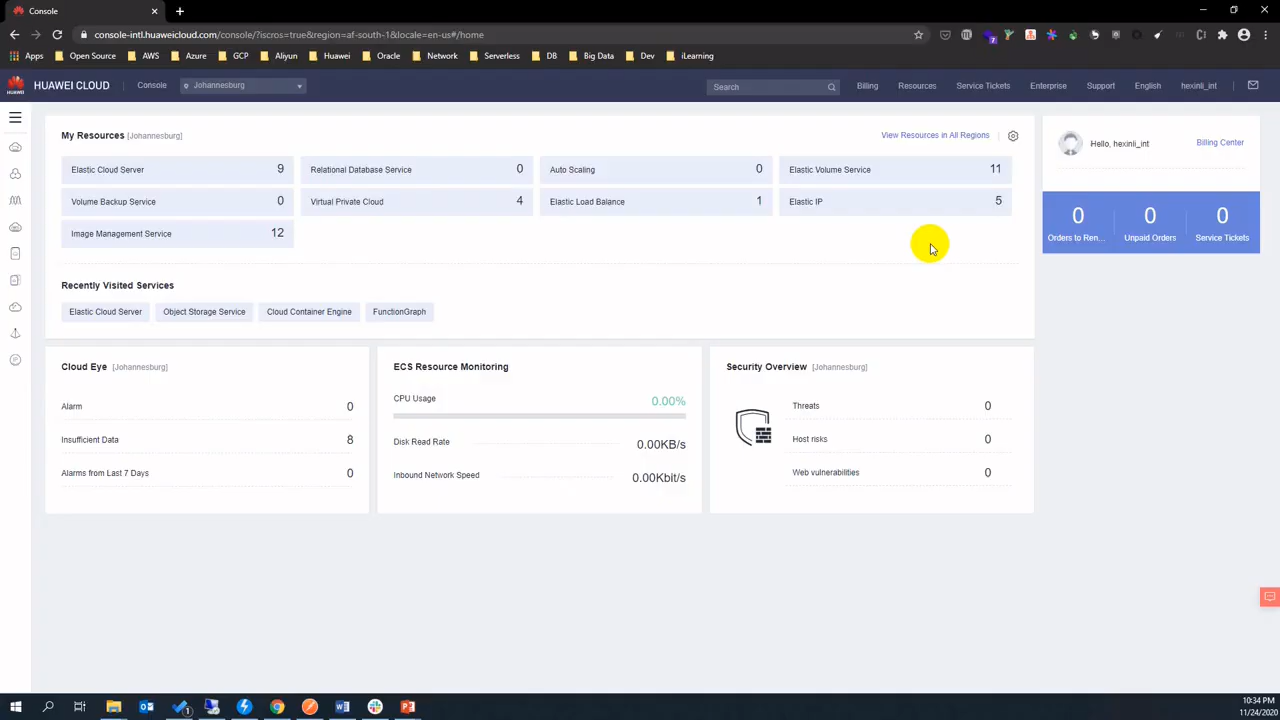 Console
console-intl.huaweicloud.com/console/?iscros=true&region=af-south-1&locale=en-us#/home
Apps Open Source AWS Azure GCP Aliyun Huawei Oracle Network Serverless DB Big Data Dev iLearning
HUAWEI CLOUD Console Johannesburg Search Billing Resources Service Tickets Enterprise Support English hexinli_int
My Resources [Johannesburg] View Resources in All Regions
Elastic Cloud Server 9 Relational Database Service 0 Auto Scaling 0 Elastic Volume Service 11
Volume Backup Service 0 Virtual Private Cloud 4 Elastic Load Balance 1 Elastic IP 5
Image Management Service 12
Recently Visited Services
Elastic Cloud Server Object Storage Service Cloud Container Engine FunctionGraph
Hello, hexinli_int Billing Center
0 0 0
Orders to Ren... Unpaid Orders Service Tickets
Cloud Eye [Johannesburg]
Alarm 0
Insufficient Data 8
Alarms from Last 7 Days 0
ECS Resource Monitoring
CPU Usage 0.00%
Disk Read Rate 0.00KB/s
Inbound Network Speed 0.00Kbit/s
Security Overview [Johannesburg]
Threats 0
Host risks 0
Web vulnerabilities 0
10:34 PM
11/24/2020